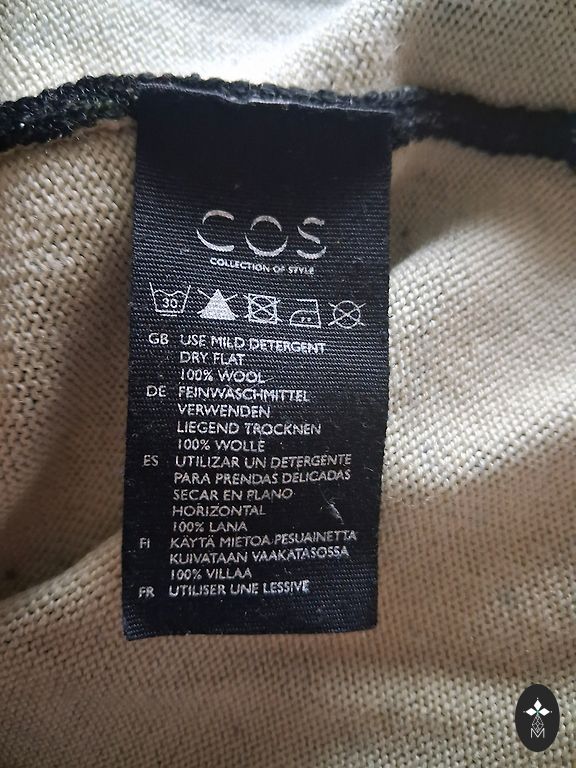 COS
COLLECTION OF STYLE
30
GB USE MILD DETERGENT
DRY FLAT
100% WOOL
DE FEINWASCHMITTEL
VERWENDEN
LIEGEND TROCKNEN
100% WOLLE
ES UTILIZAR UN DETERGENTE
PARA PRENDAS DELICADAS
SECAR EN PLANO
HORIZONTAL
100% LANA
FI KÄYTÄ MIETOA PESUAINETTA
KUIVATAAN VAAKATASOSSA
100% VILLAA
FR UTILISER UNE LESSIVE